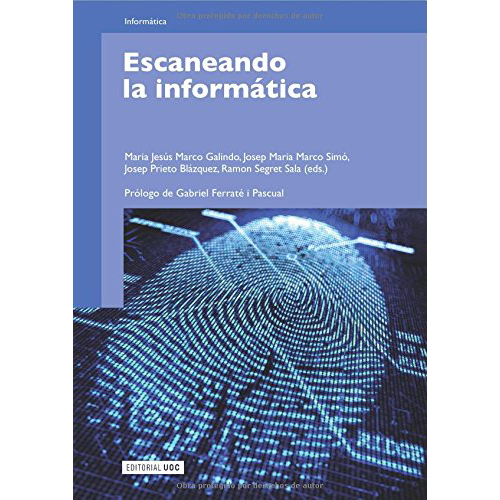 Obra protegida por derechos de autor
Informática
Escaneando
la informática
Maria Jesús Marco Galindo, Josep Maria Marco Simó,
Josep Prieto Blázquez, Ramon Segret Sala (eds.)
Prólogo de Gabriel Ferraté i Pascual
EDITORIAL UOC
Obra protegida por derechos de autor